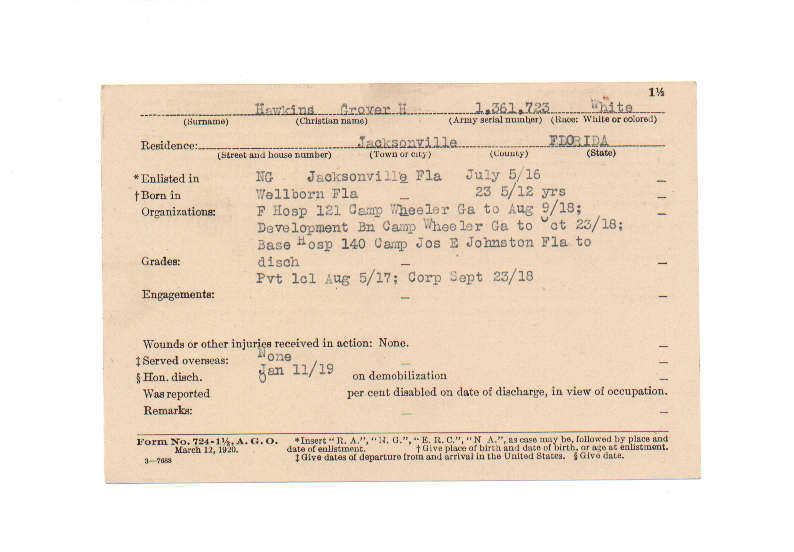 1½
Hawkins Grover H 1,361,723 White
(Surname) (Christian name) (Army serial number) (Race: White or colored)
Residence: Jacksonville FLORIDA
(Street and house number) (Town or city) (County) (State)
*Enlisted in NG Jacksonville Fla July 5/16
†Born in Wellborn Fla 23 5/12 yrs
Organizations: F Hosp 121 Camp Wheeler Ga to Aug 9/18;
Development Bn Camp Wheeler Ga to Oct 23/18;
Base Hosp 140 Camp Jos E Johnston Fla to
Grades: disch
Pvt 1cl Aug 5/17; Corp Sept 23/18
Engagements: —
Wounds or other injuries received in action: None.
‡Served overseas: None
§Hon. disch. Jan 11/19 on demobilization
Was reported per cent disabled on date of discharge, in view of occupation.
Remarks: —
Form No. 724-1½, A. G. O. *Insert "R. A.", "N. G.", "E. R. C.", "N A.", as case may be, followed by place and
March 12, 1920. date of enlistment. †Give place of birth and date of birth, or age at enlistment.
3—7688 ‡Give dates of departure from and arrival in the United States. §Give date.